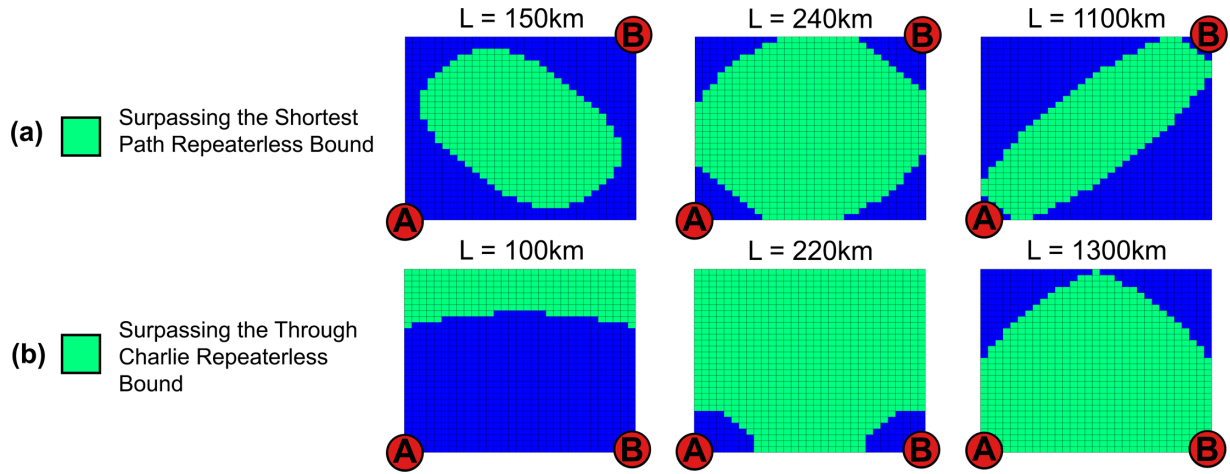 L = 150km
L = 240km
L = 1100km
B
B
B
(a)
Surpassing the Shortest
Path Repeaterless Bound
A
A
A
L = 100km
L = 220km
L = 1300km
(b)
Surpassing the Through
Charlie Repeaterless
Bound
A
B
A
B
A
B